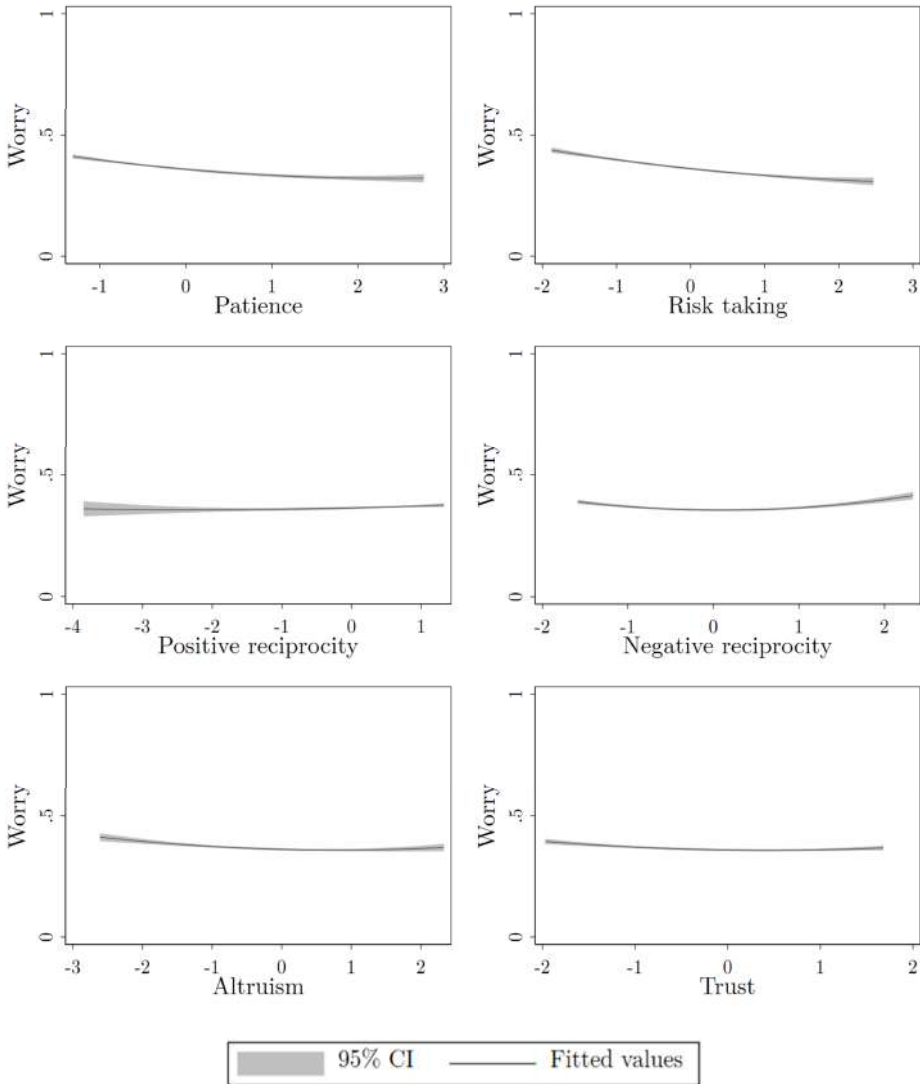 1
.5
0
Worry
-1 0 1 2 3
Patience
1
.5
0
Worry
-2 -1 0 1 2 3
Risk taking
1
.5
0
Worry
-4 -3 -2 -1 0 1
Positive reciprocity
1
.5
0
Worry
-2 -1 0 1 2
Negative reciprocity
1
.5
0
Worry
-3 -2 -1 0 1 2
Altruism
1
.5
0
Worry
-2 -1 0 1 2
Trust
95% CI Fitted values